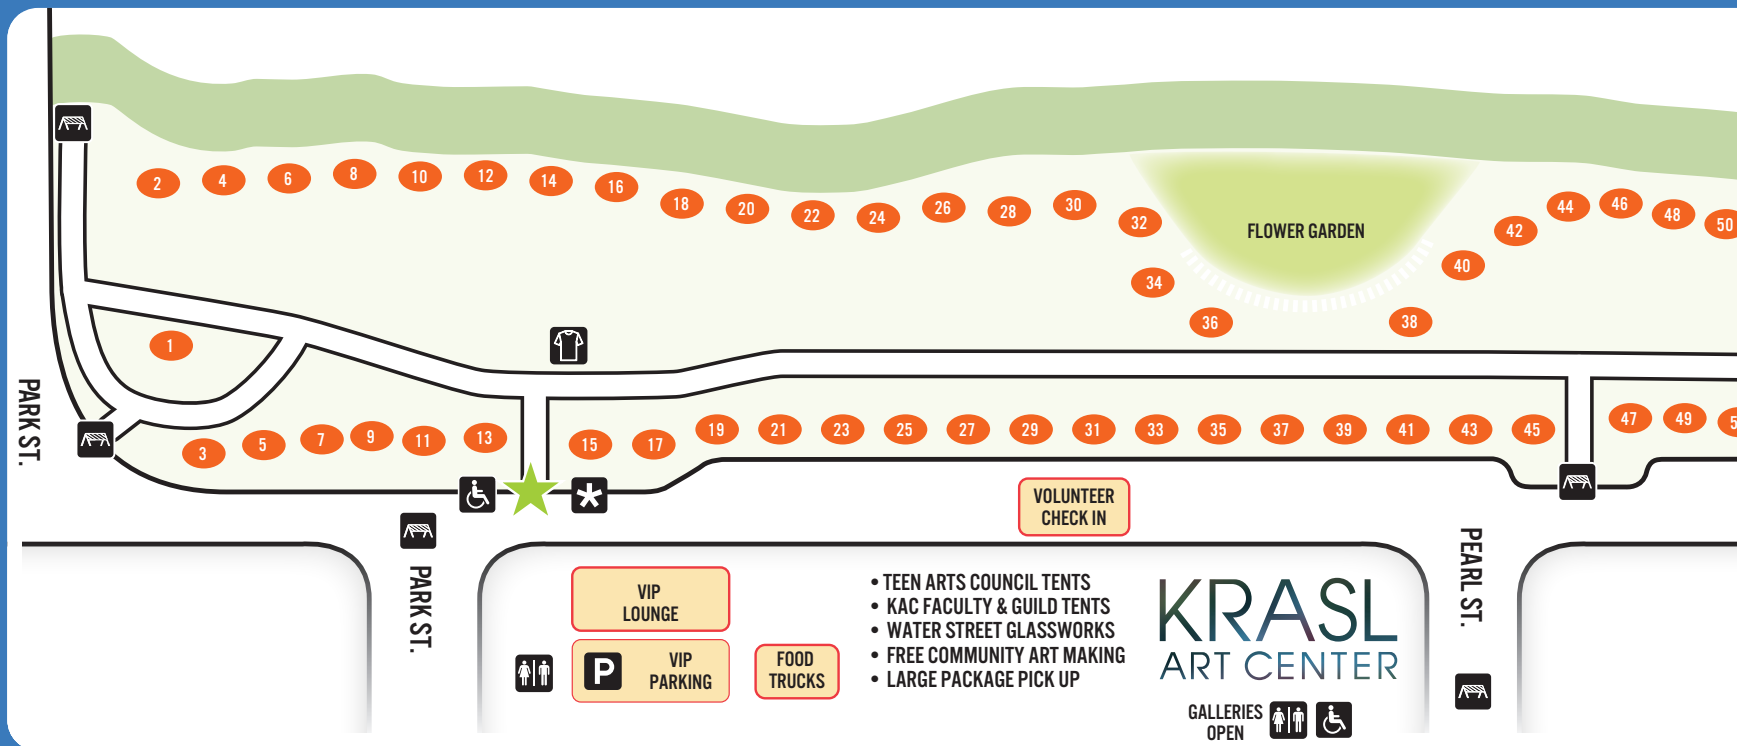 2
4
6
8
10
12
14
16
18
20
22
24
26
28
30
32
34
36
38
40
42
44
46
48
50
FLOWER GARDEN
1
3
5
7
9
11
13
15
17
19
21
23
25
27
29
31
33
35
37
39
41
43
45
47
49
PARK ST.
PARK ST.
PEARL ST.
VOLUNTEER
CHECK IN
VIP
LOUNGE
P
VIP
PARKING
FOOD
TRUCKS
• TEEN ARTS COUNCIL TENTS
• KAC FACULTY & GUILD TENTS
• WATER STREET GLASSWORKS
• FREE COMMUNITY ART MAKING
• LARGE PACKAGE PICK UP
KRASL
ART CENTER
GALLERIES
OPEN